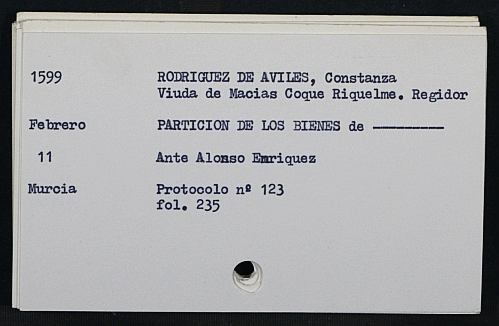 1599 RODRIGUEZ DE AVILES, Constanza
Viuda de Macias Coque Riquelme. Regidor
Febrero PARTICION DE LOS BIENES de ---------
11 Ante Alonso Enriquez
Murcia Protocolo nº 123
fol. 235